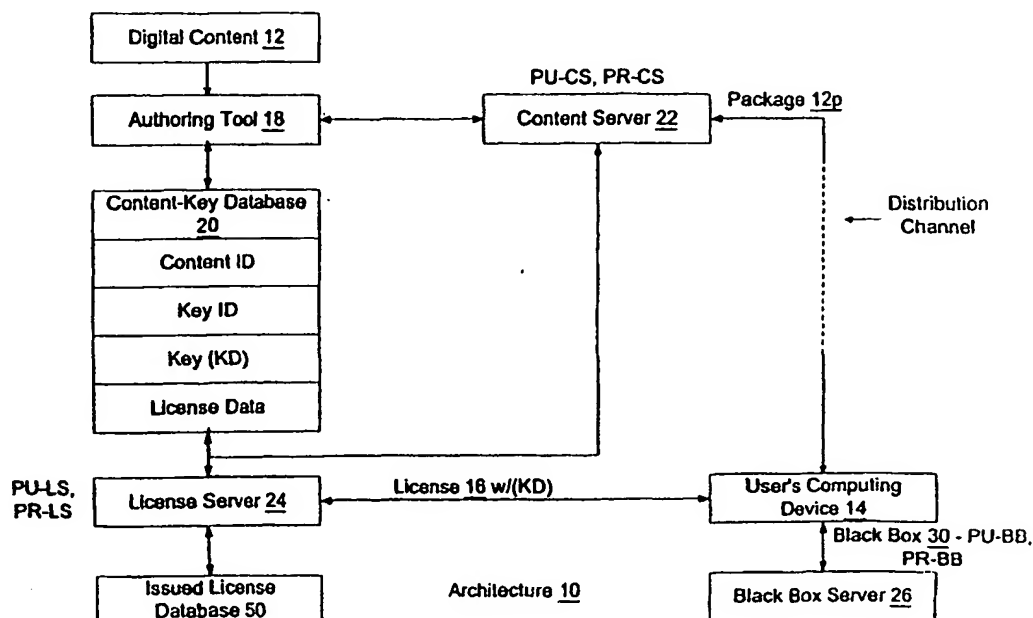 Digital Content 12
PU-CS, PR-CS
Package 12p
Authoring Tool 18
Content Server 22
Content-Key Database
20
Distribution
Channel
Content ID
Key ID
Key (KD)
License Data
PU-LS,
PR-LS
License Server 24
License 16 w/(KD)
User's Computing
Device 14
Black Box 30 - PU-BB,
PR-BB
Issued License
Database 50
Architecture 10
Black Box Server 26